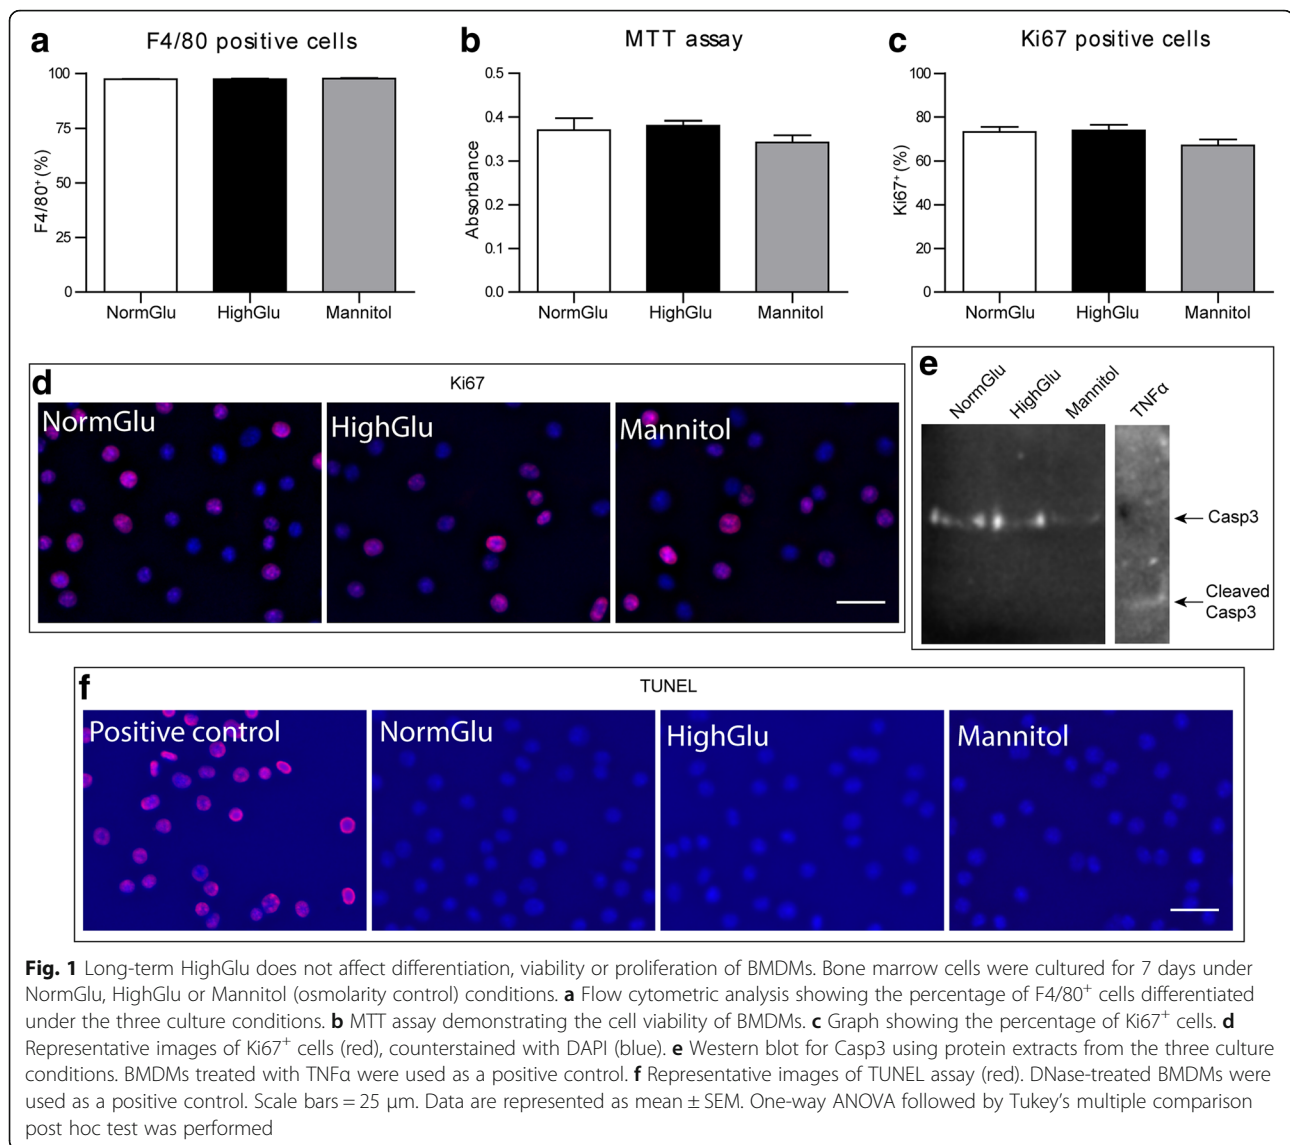 a F4/80 positive cells
100
75
50
25
0
F4/80⁺ (%)
NormGlu HighGlu Mannitol
b MTT assay
0.5
0.4
0.3
0.2
0.1
0.0
Absorbance
NormGlu HighGlu Mannitol
c Ki67 positive cells
100
80
60
40
20
0
Ki67⁺ (%)
NormGlu HighGlu Mannitol
d Ki67
NormGlu HighGlu Mannitol
e
NormGlu HighGlu Mannitol TNFα
Casp3
Cleaved
Casp3
f TUNEL
Positive control NormGlu HighGlu Mannitol
Fig. 1 Long-term HighGlu does not affect differentiation, viability or proliferation of BMDMs. Bone marrow cells were cultured for 7 days under
NormGlu, HighGlu or Mannitol (osmolarity control) conditions. a Flow cytometric analysis showing the percentage of F4/80⁺ cells differentiated
under the three culture conditions. b MTT assay demonstrating the cell viability of BMDMs. c Graph showing the percentage of Ki67⁺ cells. d
Representative images of Ki67⁺ cells (red), counterstained with DAPI (blue). e Western blot for Casp3 using protein extracts from the three culture
conditions. BMDMs treated with TNFα were used as a positive control. f Representative images of TUNEL assay (red). DNase-treated BMDMs were
used as a positive control. Scale bars = 25 μm. Data are represented as mean ± SEM. One-way ANOVA followed by Tukey's multiple comparison
post hoc test was performed